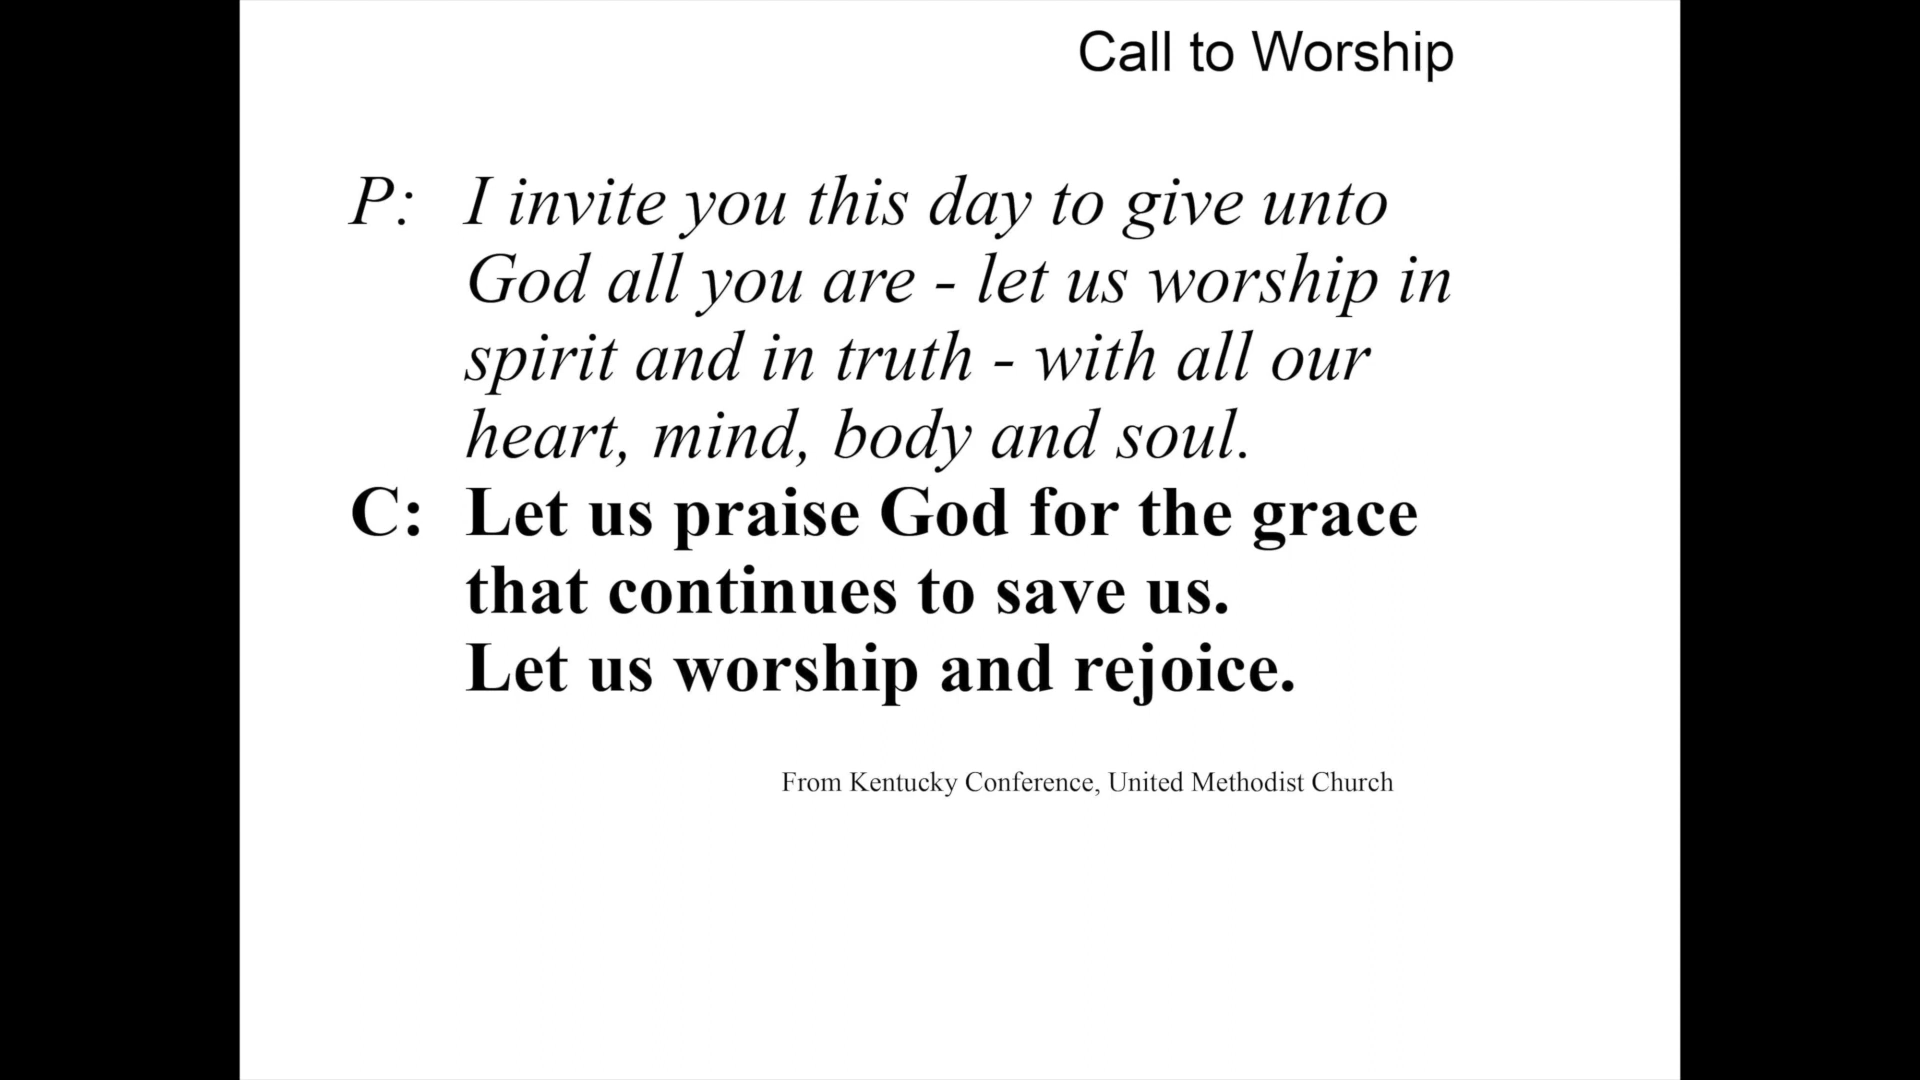 Call to Worship
P: I invite you this day to give unto
God all you are - let us worship in
spirit and in truth - with all our
heart, mind, body and soul.
C: Let us praise God for the grace
that continues to save us.
Let us worship and rejoice.
From Kentucky Conference, United Methodist Church